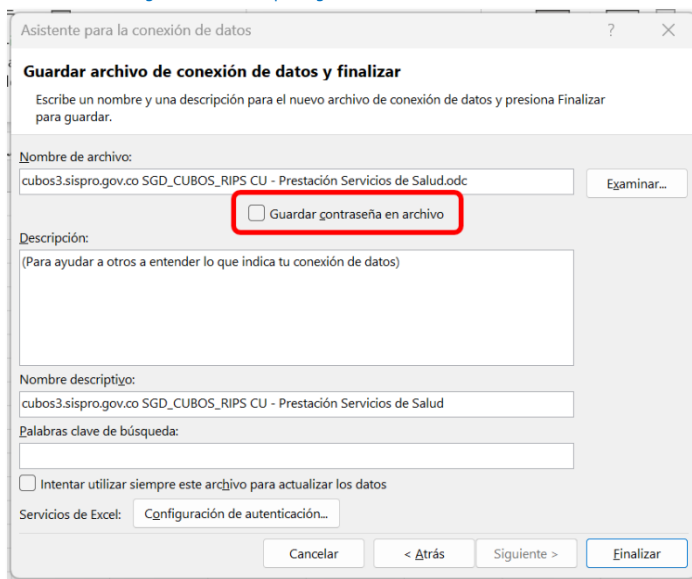 Asistente para la conexión de datos
?
Guardar archivo de conexión de datos y finalizar
Escribe un nombre y una descripción para el nuevo archivo de conexión de datos y presiona Finalizar
para guardar.
Nombre de archivo:
cubos3.sispro.gov.co SGD_CUBOS_RIPS CU - Prestación Servicios de Salud.odc
Examinar...
Guardar contraseña en archivo
Descripción:
(Para ayudar a otros a entender lo que indica tu conexión de datos)
Nombre descriptivo:
cubos3.sispro.gov.co SGD_CUBOS_RIPS CU - Prestación Servicios de Salud
Palabras clave de búsqueda:
Intentar utilizar siempre este archivo para actualizar los datos
Servicios de Excel: Configuración de autenticación...
Cancelar < Atrás Siguiente > Finalizar